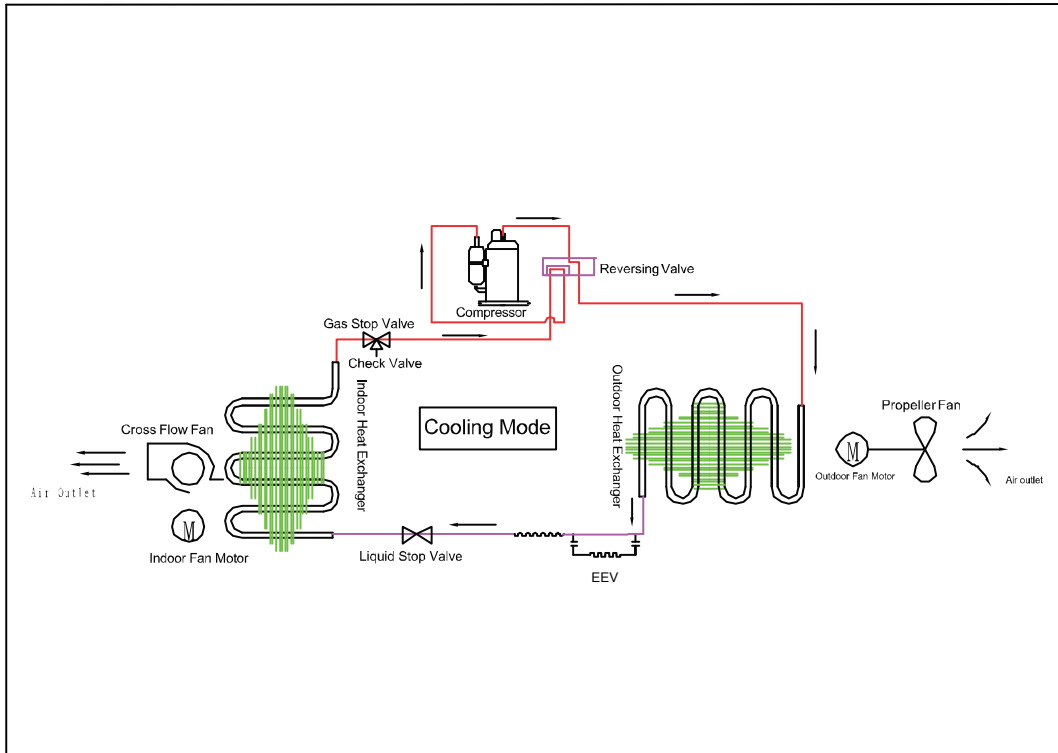 Reversing Valve
Compressor
Gas Stop Valve
Check Valve
Indoor Heat Exchanger
Cooling Mode
Outdoor Heat Exchanger
Propeller Fan
Cross Flow Fan
M
Outdoor Fan Motor
Air outlet
Air Outlet
M
Indoor Fan Motor
Liquid Stop Valve
EEV